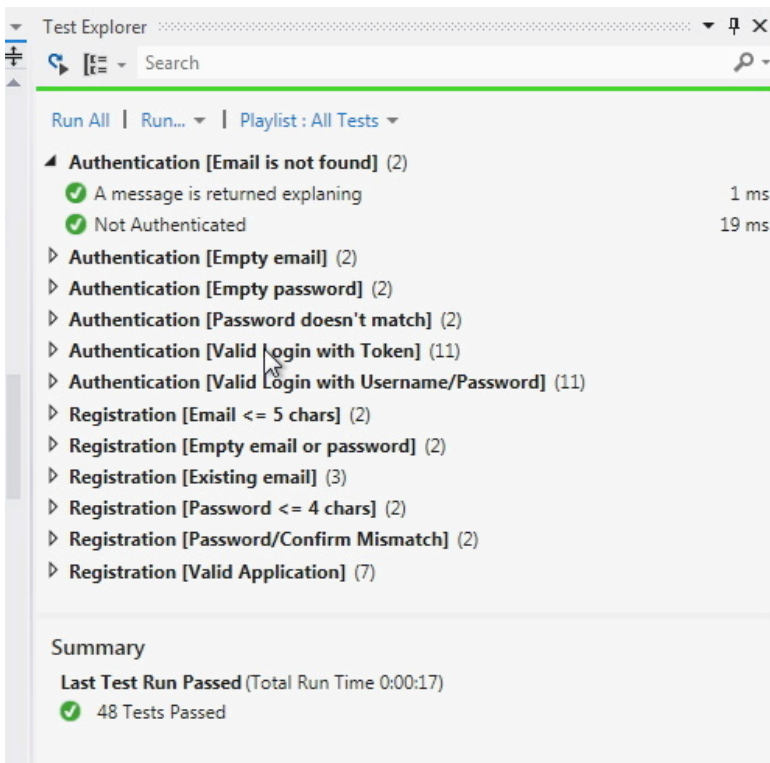 Test Explorer
Search
Run All | Run... | Playlist : All Tests
Authentication [Email is not found] (2)
A message is returned explaning 1 ms
Not Authenticated 19 ms
Authentication [Empty email] (2)
Authentication [Empty password] (2)
Authentication [Password doesn't match] (2)
Authentication [Valid Login with Token] (11)
Authentication [Valid Login with Username/Password] (11)
Registration [Email <= 5 chars] (2)
Registration [Empty email or password] (2)
Registration [Existing email] (3)
Registration [Password <= 4 chars] (2)
Registration [Password/Confirm Mismatch] (2)
Registration [Valid Application] (7)
Summary
Last Test Run Passed (Total Run Time 0:00:17)
48 Tests Passed